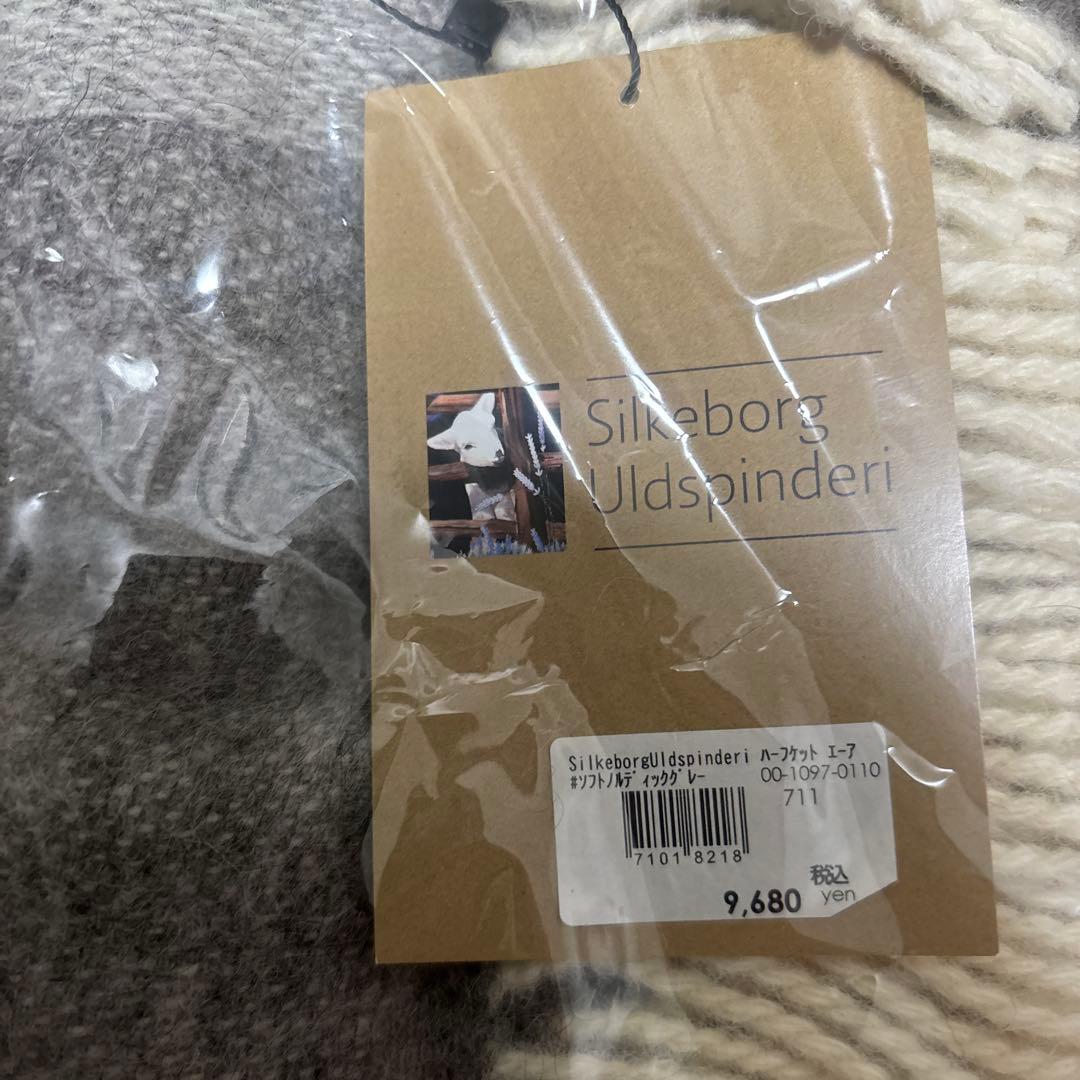 Silkeborg
Uldspinderi
SilkeborgUldspinderi ﾊｰﾌｹｯﾄ ｴｰｱ
#ｿﾌﾄﾉﾙﾃﾞｨｯｸｸﾞﾚｰ 00-1097-0110
711
7101 8218
税込
9,680 yen